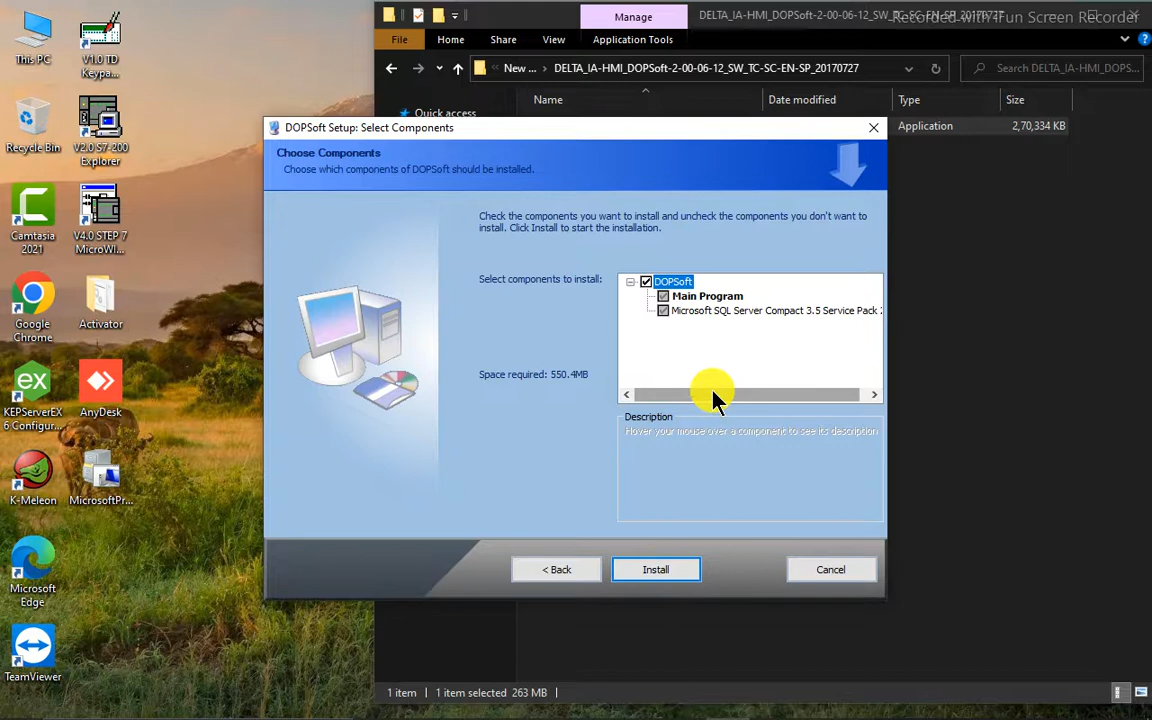 Manage
DELTA_IA-HMI_DOPSoft-2-00-06-12_SW_TC-SC-EN-SP_20170727
Recorded with iFun Screen Recorder
File
Home
Share
View
Application Tools
New ...
DELTA_IA-HMI_DOPSoft-2-00-06-12_SW_TC-SC-EN-SP_20170727
Search DELTA_IA-HMI_DOPS...
Quick access
Name
Date modified
Type
Size
Application
2,70,334 KB
DOPSoft Setup: Select Components
Choose Components
Choose which components of DOPSoft should be installed.
Check the components you want to install and uncheck the components you don't want to
install. Click Install to start the installation.
Select components to install:
DOPSoft
Main Program
Microsoft SQL Server Compact 3.5 Service Pack
Space required: 550.4MB
Description
Hover your mouse over a component to see its description
< Back
Install
Cancel
1 item
1 item selected 263 MB
This PC
V1.0 TD
Keypa...
Recycle Bin
V2.0 S7-200
Explorer
Camtasia
2021
V4.0 STEP 7
MicroWI...
Google
Chrome
Activator
KEPServerEX
6 Configur...
AnyDesk
K-Meleon
MicrosoftPr...
Microsoft
Edge
TeamViewer